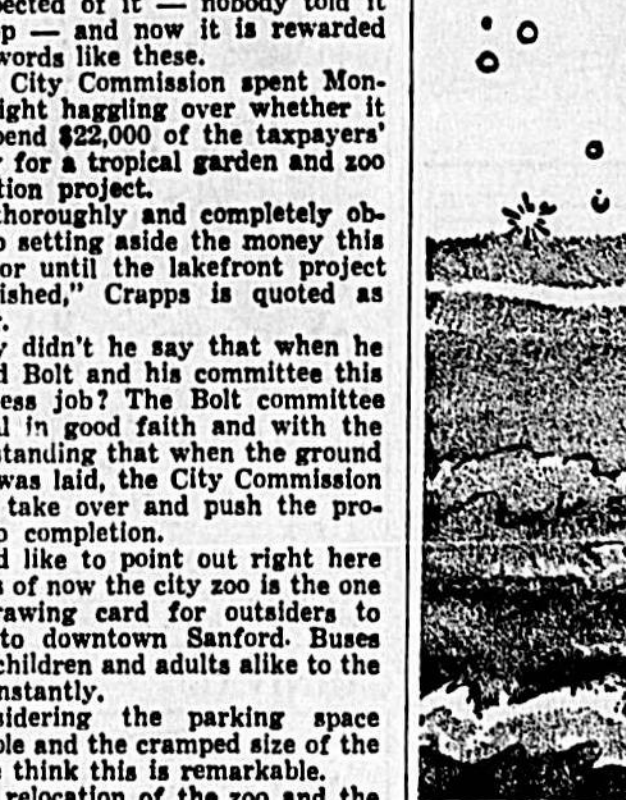 pected of it — nobody told it
p — and now it is rewarded
words like these.
City Commission spent Mon-
ight haggling over whether it
pend $22,000 of the taxpayers'
for a tropical garden and zoo
tion project.
thoroughly and completely ob-
o setting aside the money this
or until the lakefront project
ished," Crapps is quoted as
y didn't he say that when he
d Bolt and his committee this
ess job? The Bolt committee
l in good faith and with the
standing that when the ground
was laid, the City Commission
take over and push the pro-
o completion.
d like to point out right here
s of now the city zoo is the one
rawing card for outsiders to
to downtown Sanford. Buses
children and adults alike to the
nstantly.
sidering the parking space
ble and the cramped size of the
think this is remarkable.
relocation of the zoo and the